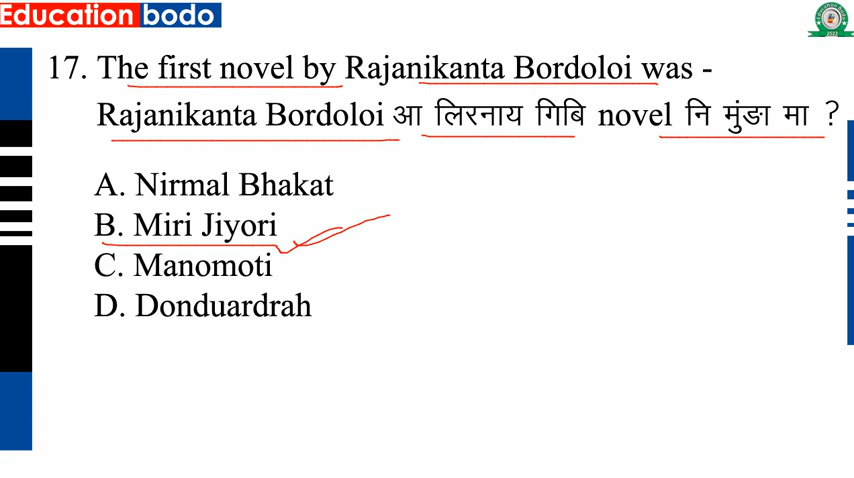 Education bodo
17. The first novel by Rajanikanta Bordoloi was -
Rajanikanta Bordoloi आ लिरनाय गिबि novel नि मुंङा मा ?
A. Nirmal Bhakat
B. Miri Jiyori
C. Manomoti
D. Donduardrah
2022